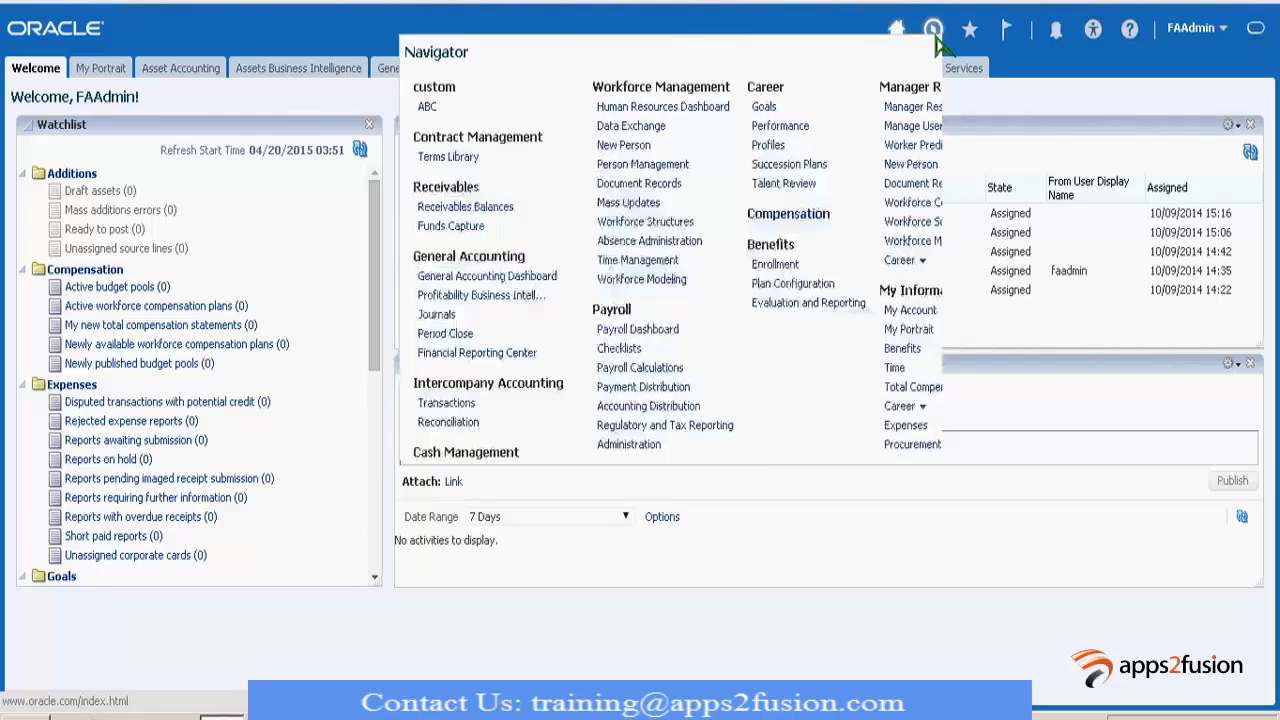 ORACLE
FAAdmin
Welcome
My Portrait
Asset Accounting
Assets Business Intelligence
Services
Welcome, FAAdmin!
Watchlist
Refresh Start Time 04/20/2015 03:51
Additions
Draft assets (0)
Mass additions errors (0)
Ready to post (0)
Unassigned source lines (0)
Compensation
Active budget pools (0)
Active workforce compensation plans (0)
My new total compensation statements (0)
Newly available workforce compensation plans (0)
Newly published budget pools (0)
Expenses
Disputed transactions with potential credit (0)
Rejected expense reports (0)
Reports awaiting submission (0)
Reports on hold (0)
Reports pending imaged receipt submission (0)
Reports requiring further information (0)
Reports with overdue receipts (0)
Short paid reports (0)
Unassigned corporate cards (0)
Goals
Navigator
custom
ABC
Contract Management
Terms Library
Receivables
Receivables Balances
Funds Capture
General Accounting
General Accounting Dashboard
Profitability Business Intell...
Journals
Period Close
Financial Reporting Center
Intercompany Accounting
Transactions
Reconciliation
Cash Management
Workforce Management
Human Resources Dashboard
Data Exchange
New Person
Person Management
Document Records
Mass Updates
Workforce Structures
Absence Administration
Time Management
Workforce Modeling
Payroll
Payroll Dashboard
Checklists
Payroll Calculations
Payment Distribution
Accounting Distribution
Regulatory and Tax Reporting
Administration
Career
Goals
Performance
Profiles
Succession Plans
Talent Review
Compensation
Benefits
Enrollment
Plan Configuration
Evaluation and Reporting
Manager R
Manager Res
Manage User
Worker Predi
New Person
Document Re
Workforce C
Workforce S
Workforce M
Career
My Informa
My Account
My Portrait
Benefits
Time
Total Compe
Career
Expenses
Procurement
State
From User Display Name
Assigned
Assigned 10/09/2014 15:16
Assigned 10/09/2014 15:06
Assigned 10/09/2014 14:42
Assigned faadmin 10/09/2014 14:35
Assigned 10/09/2014 14:22
Attach: Link
Publish
Date Range 7 Days Options
No activities to display.
apps2fusion
www.oracle.com/index.html
Contact Us: training@apps2fusion.com